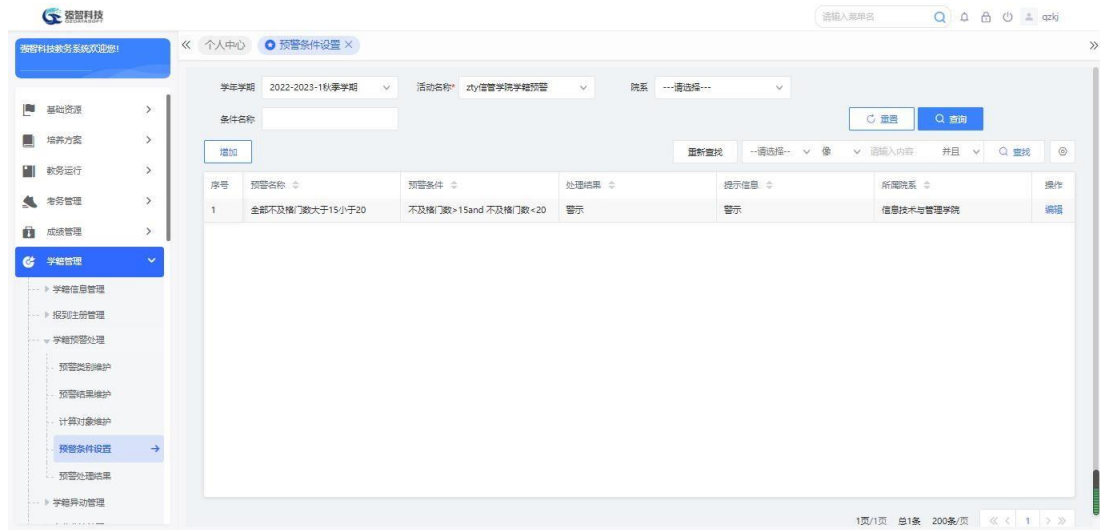 强智科技
QZDATASOFT
请输入菜单名
qzkj
强智科技教务系统欢迎您!
个人中心
预警条件设置
基础资源
培养方案
教务运行
考务管理
成绩管理
学籍管理
学籍信息管理
报到注册管理
学籍预警处理
预警类别维护
预警结果维护
计算对象维护
预警条件设置
预警处理结果
学籍异动管理
学年学期 2022-2023-1秋季学期 活动名称* zty信管学院学籍预警 院系 ---请选择---
条件名称
重置 查询
增加 重新查找 --请选择-- 像 请输入内容 并且 查找
序号 预警名称 预警条件 处理结果 提示信息 所属院系 操作
1 全部不及格门数大于15小于20 不及格门数>15and 不及格门数<20 警示 警示 信息技术与管理学院 编辑
1页/1页 总1条 200条/页 1